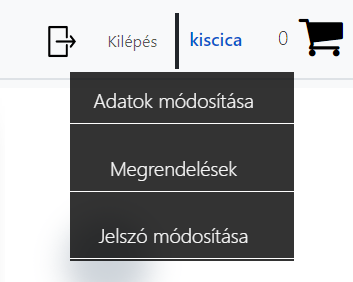 Kilépés kiscica 0
Adatok módosítása
Megrendelések
Jelszó módosítása